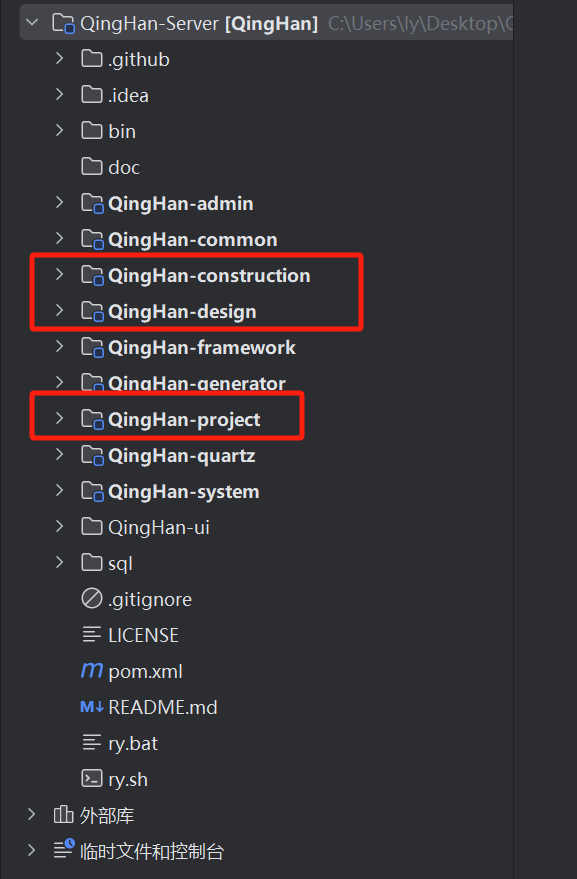 QingHan-Server [QingHan] C:\Users\ly\Desktop\
.github
.idea
bin
doc
QingHan-admin
QingHan-common
QingHan-construction
QingHan-design
QingHan-framework
QingHan-generator
QingHan-project
QingHan-quartz
QingHan-system
QingHan-ui
sql
.gitignore
LICENSE
m pom.xml
M↓ README.md
ry.bat
ry.sh
外部库
临时文件和控制台